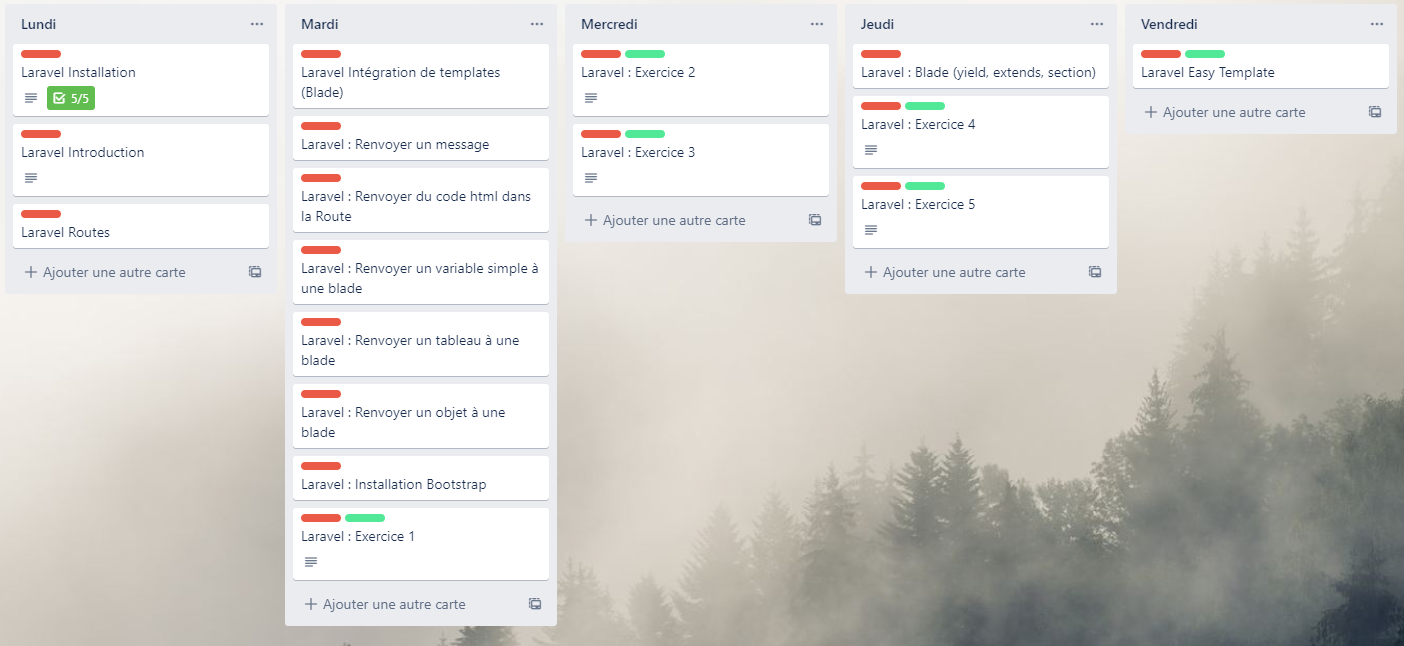 Lundi
Laravel Installation
5/5
Laravel Introduction
Laravel Routes
Ajouter une autre carte
Mardi
Laravel Intégration de templates
(Blade)
Laravel : Renvoyer un message
Laravel : Renvoyer du code html dans
la Route
Laravel : Renvoyer un variable simple à
une blade
Laravel : Renvoyer un tableau à une
blade
Laravel : Renvoyer un objet à une
blade
Laravel : Installation Bootstrap
Laravel : Exercice 1
Ajouter une autre carte
Mercredi
Laravel : Exercice 2
Laravel : Exercice 3
Ajouter une autre carte
Jeudi
Laravel : Blade (yield, extends, section)
Laravel : Exercice 4
Laravel : Exercice 5
Ajouter une autre carte
Vendredi
Laravel Easy Template
Ajouter une autre carte